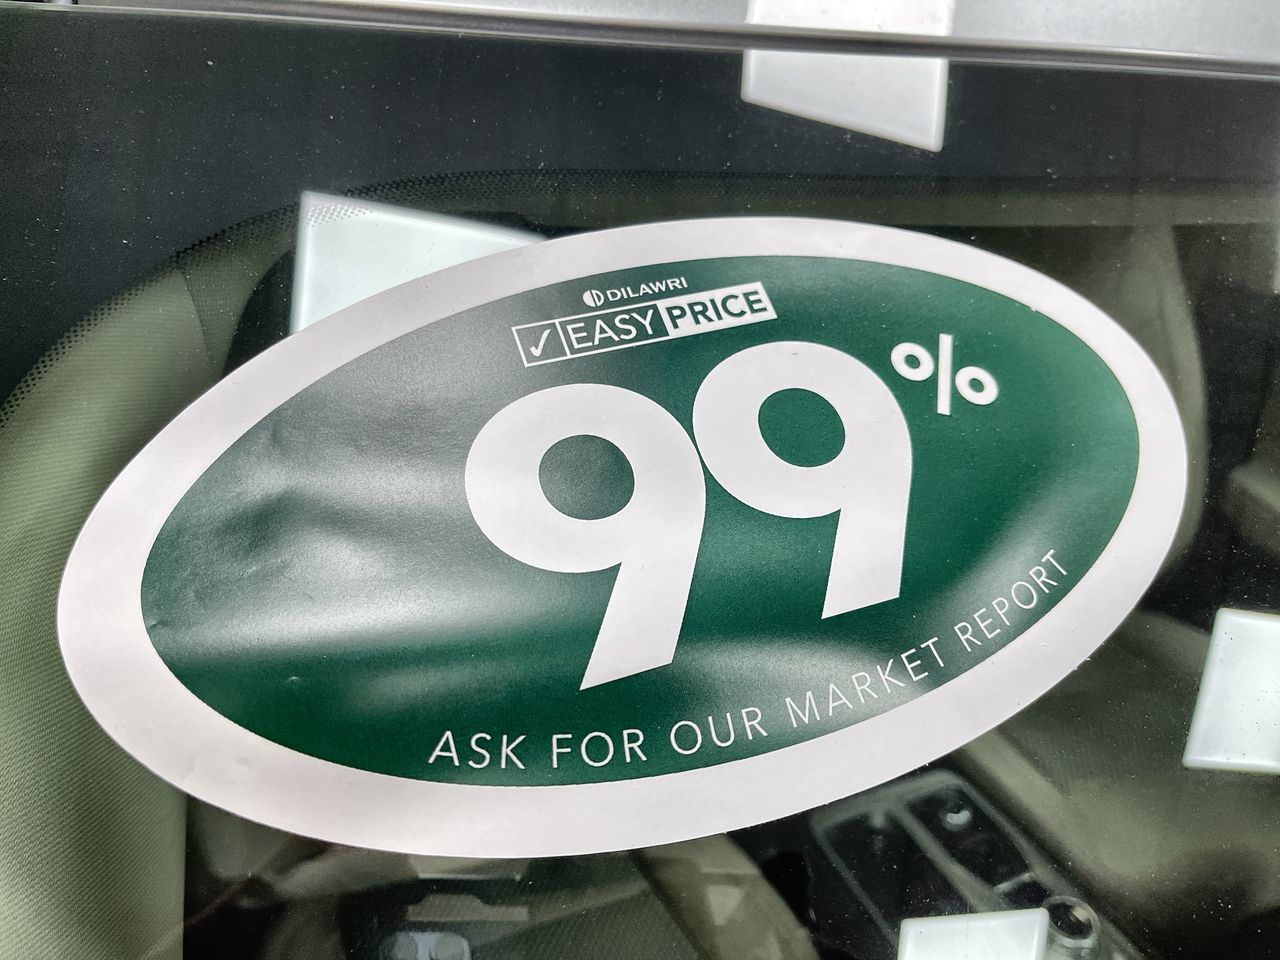 DILAWRI
✓ EASY PRICE
99%
ASK FOR OUR MARKET REPORT